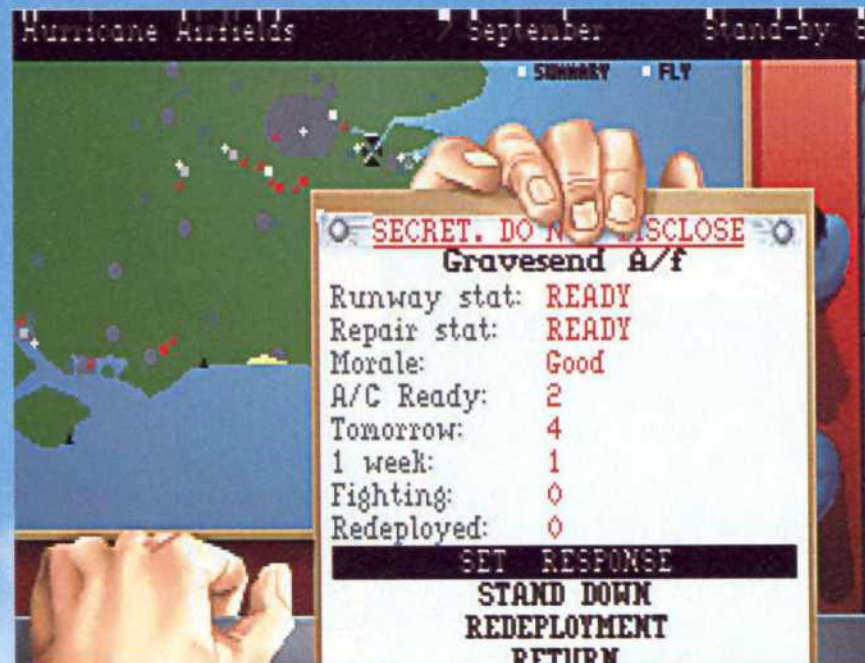 Hurricane Airfields September Stand-by:
SUMMARY FLY
SECRET. DO DISCLOSE
Gravesend A/f
Runway stat: READY
Repair stat: READY
Morale: Good
A/C Ready: 2
Tomorrow: 4
1 week: 1
Fighting: 0
Redeployed: 0
SET RESPONSE
STAND DOWN
REDEPLOYMENT
RETURN